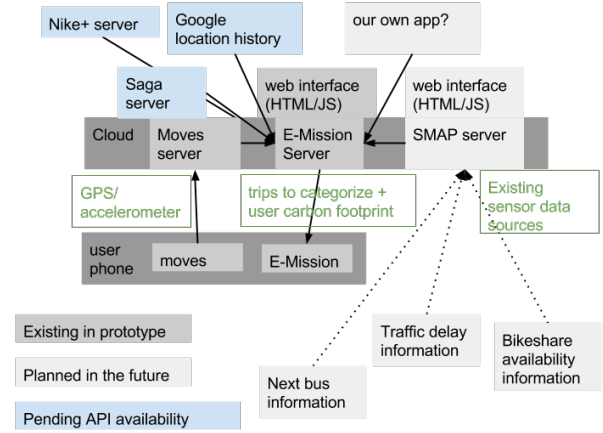 Nike+ server
Google
location history
our own app?
Saga
server
web interface
(HTML/JS)
web interface
(HTML/JS)
Cloud
Moves
server
E-Mission
Server
SMAP server
GPS/
accelerometer
trips to categorize +
user carbon footprint
Existing
sensor data
sources
user
phone
moves
E-Mission
Existing in prototype
Planned in the future
Pending API availability
Next bus
information
Traffic delay
information
Bikeshare
availability
information